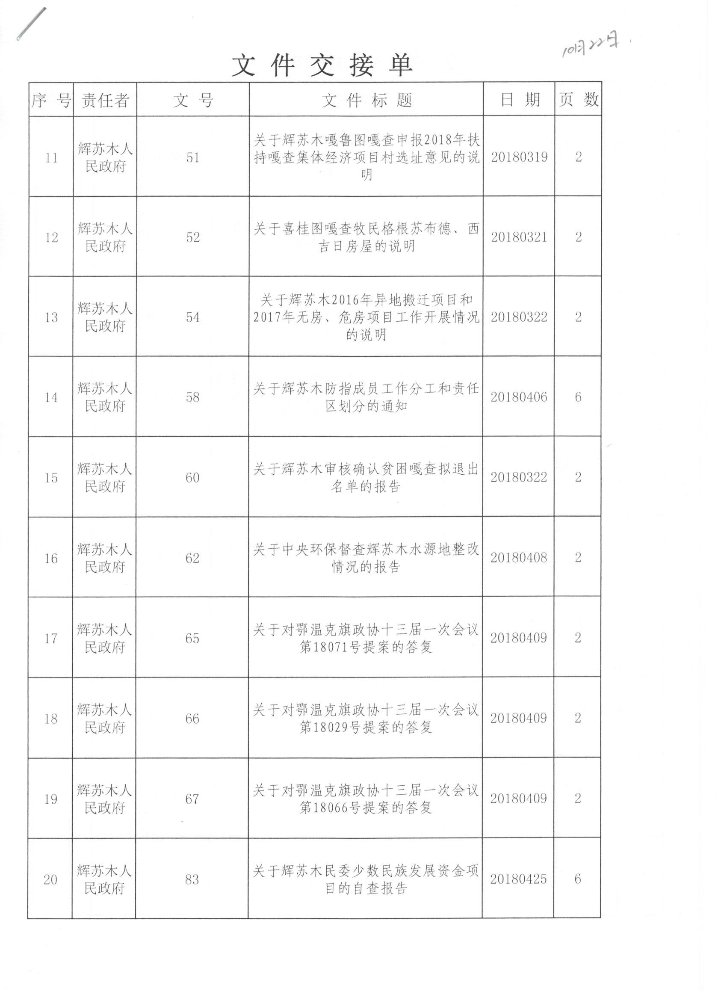 10月22日.
文件交接单
序号 责任者 文号 文件标题 日期 页数
11 辉苏木人民政府 51 关于辉苏木嘎鲁图嘎查申报2018年扶持嘎查集体经济项目村选址意见的说明 20180319 2
12 辉苏木人民政府 52 关于喜桂图嘎查牧民格根苏布德、西吉日房屋的说明 20180321 2
13 辉苏木人民政府 54 关于辉苏木2016年异地搬迁项目和2017年无房、危房项目工作开展情况的说明 20180322 2
14 辉苏木人民政府 58 关于辉苏木防指成员工作分工和责任区划分的通知 20180406 6
15 辉苏木人民政府 60 关于辉苏木审核确认贫困嘎查拟退出名单的报告 20180322 2
16 辉苏木人民政府 62 关于中央环保督查辉苏木水源地整改情况的报告 20180408 2
17 辉苏木人民政府 65 关于对鄂温克旗政协十三届一次会议第18071号提案的答复 20180409 2
18 辉苏木人民政府 66 关于对鄂温克旗政协十三届一次会议第18029号提案的答复 20180409 2
19 辉苏木人民政府 67 关于对鄂温克旗政协十三届一次会议第18066号提案的答复 20180409 2
20 辉苏木人民政府 83 关于辉苏木民委少数民族发展资金项目的自查报告 20180425 6